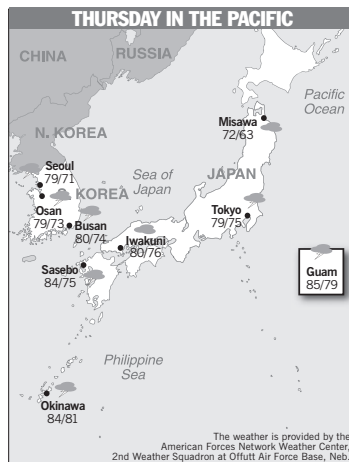 THURSDAY IN THE PACIFIC
CHINA
RUSSIA
Pacific
Ocean
Misawa
72/63
N. KOREA
Seoul
79/71
Sea of
Japan
JAPAN
KOREA
Osan
79/73
Busan
80/74
Tokyo
79/75
Iwakuni
80/76
Sasebo
84/75
Guam
85/79
Philippine
Sea
Okinawa
84/81
The weather is provided by the
American Forces Network Weather Center,
2nd Weather Squadron at Offutt Air Force Base, Neb.